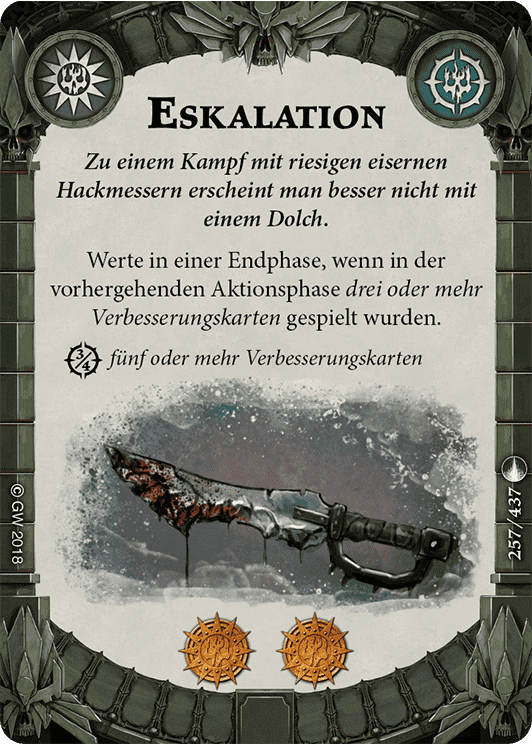 ESKALATION
Zu einem Kampf mit riesigen eisernen
Hackmessern erscheint man besser nicht mit
einem Dolch.
Werte in einer Endphase, wenn in der
vorhergehenden Aktionsphase drei oder mehr
Verbesserungskarten gespielt wurden.
3/4 fünf oder mehr Verbesserungskarten
© GW 2018
257/437